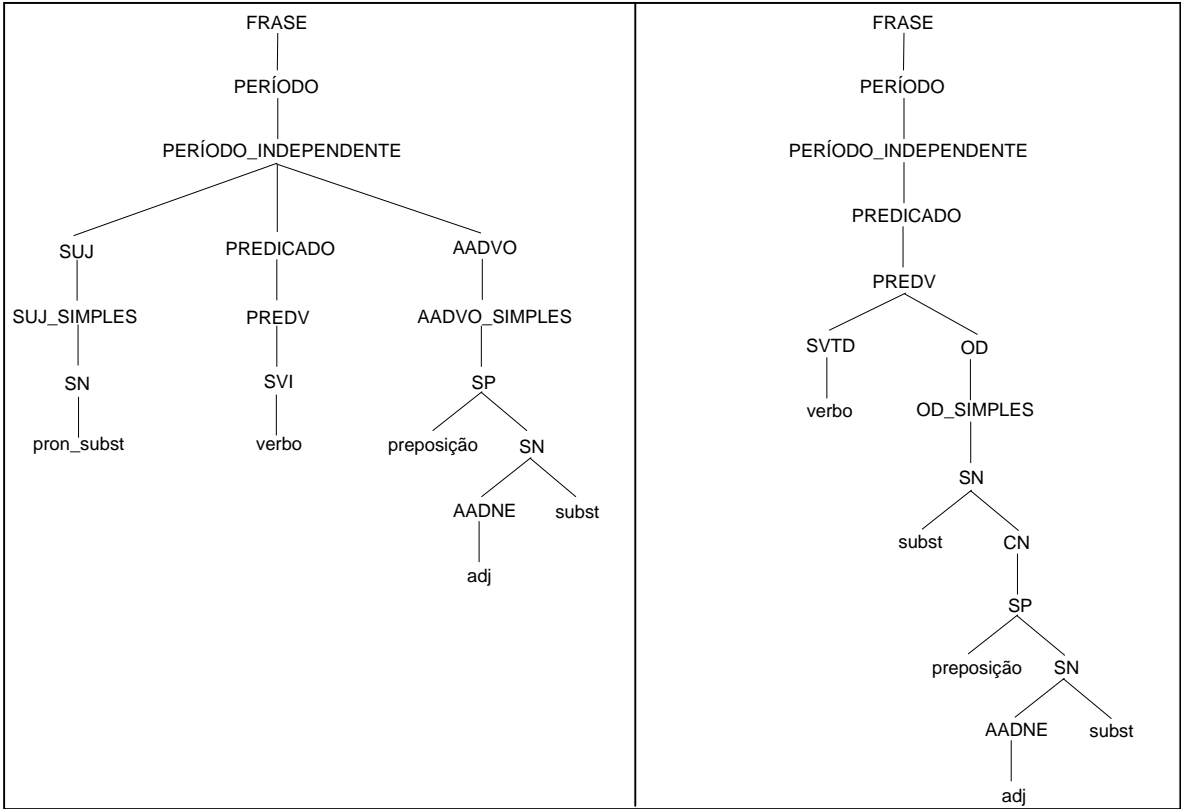 FRASE
PERÍODO
PERÍODO_INDEPENDENTE
SUJ PREDICADO AADVO
SUJ_SIMPLES PREDV AADVO_SIMPLES
SN SVI SP
pron_subst verbo preposição SN
AADNE subst
adj
FRASE
PERÍODO
PERÍODO_INDEPENDENTE
PREDICADO
PREDV
SVTD OD
verbo OD_SIMPLES
SN
subst CN
SP
preposição SN
AADNE subst
adj